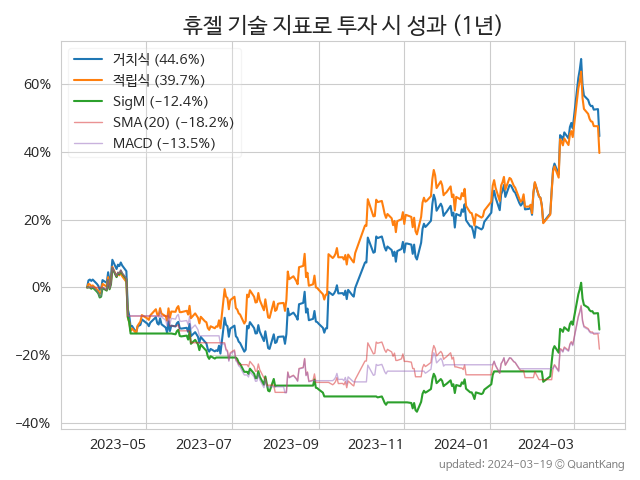 휴젤 기술 지표로 투자 시 성과 (1년)
거치식 (44.6%)
적립식 (39.7%)
SigM (−12.4%)
SMA(20) (−18.2%)
MACD (−13.5%)
60%
40%
20%
0%
−20%
−40%
2023−05 2023−07 2023−09 2023−11 2024−01 2024−03
updated: 2024−03−19 © QuantKang